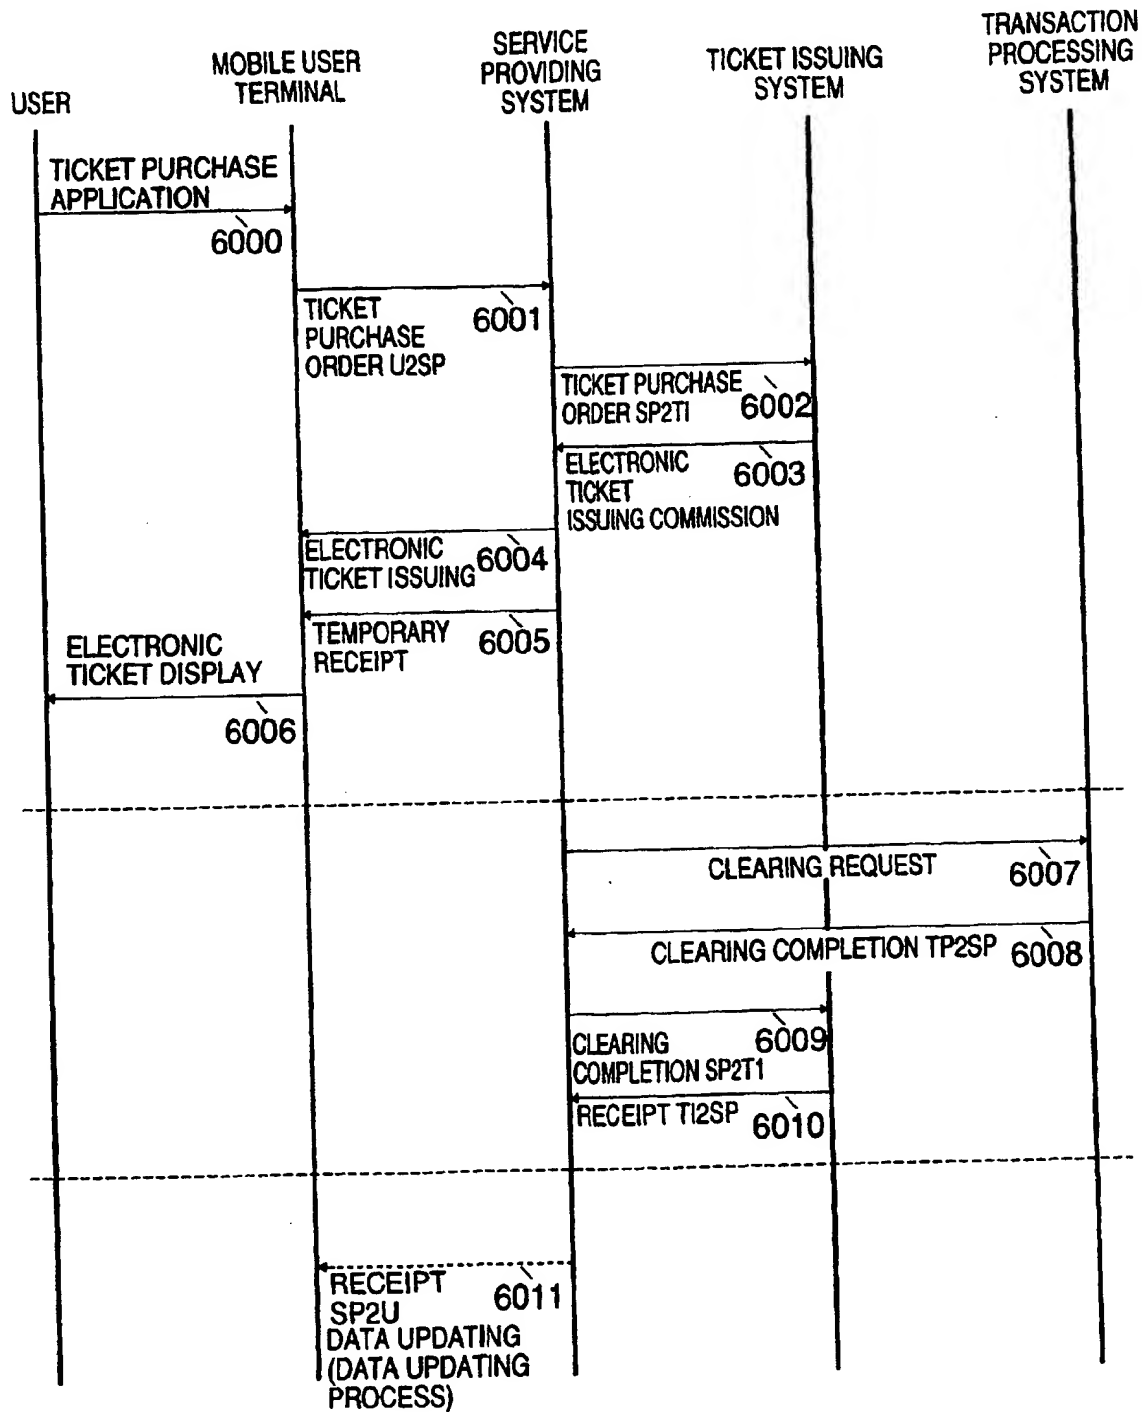 USER
MOBILE USER
TERMINAL
SERVICE
PROVIDING
SYSTEM
TICKET ISSUING
SYSTEM
TRANSACTION
PROCESSING
SYSTEM
TICKET PURCHASE
APPLICATION
6000
TICKET
PURCHASE
ORDER U2SP
6001
TICKET PURCHASE
ORDER SP2TI
6002
ELECTRONIC
TICKET
ISSUING COMMISSION
6003
ELECTRONIC
TICKET ISSUING
6004
TEMPORARY
RECEIPT
6005
ELECTRONIC
TICKET DISPLAY
6006
CLEARING REQUEST
6007
CLEARING COMPLETION TP2SP
6008
CLEARING
COMPLETION SP2T1
6009
RECEIPT TI2SP
6010
RECEIPT
SP2U
DATA UPDATING
(DATA UPDATING
PROCESS)
6011